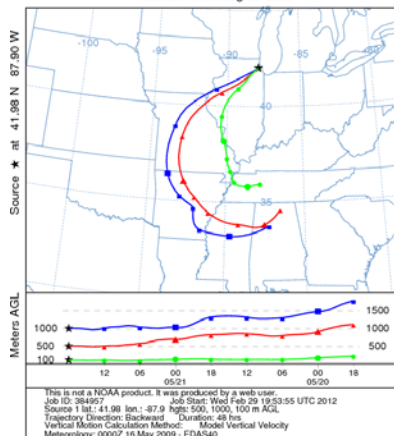 -100 -95 -90 -85 -80
40
35
Source ★ at 41.98 N 87.90 W
Meters AGL
1500
1000 1000
500 500
100
12 06 00 18 12 06 00 18
05/21 05/20
This is not a NOAA product. It was produced by a web user.
Job ID: 384957 Job Start: Wed Feb 29 19:53:55 UTC 2012
Source 1 lat.: 41.98 lon.: -87.9 hgts: 500, 1000, 100 m AGL
Trajectory Direction: Backward Duration: 48 hrs
Vertical Motion Calculation Method: Model Vertical Velocity
Meteorology: 0000Z 16 May 2009 - EDAS40